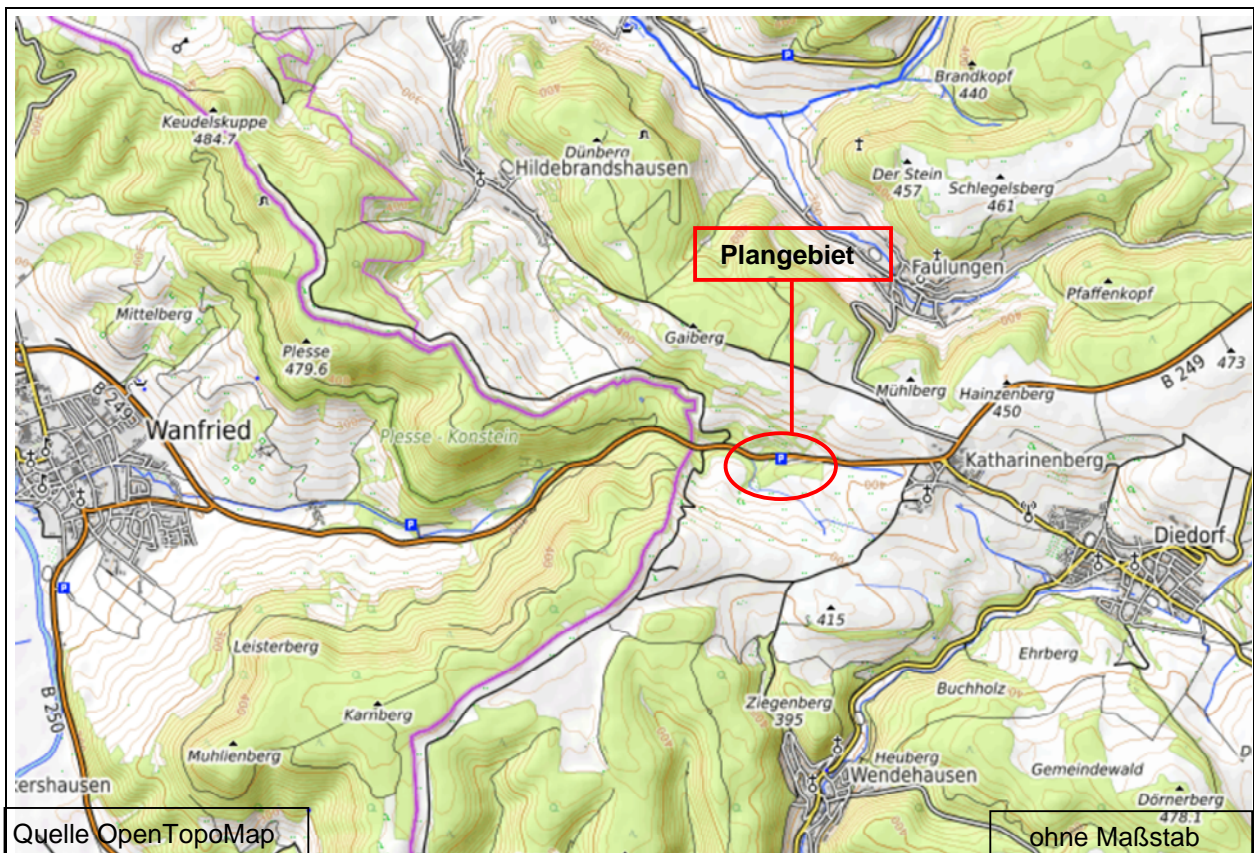 Keudelskuppe
484.7
Brandkopf
440
Dünberg
Hildebrandshausen
Der Stein
457
Schlegelsberg
461
Plangebiet
Faulungen
Pfaffenkopf
400
Mittelberg
Plesse
479.6
Gaiberg
Mühlberg
Hainzenberg
450
B 249
473
B 249
Wanfried
Plesse - Konstein
Katharinenberg
Diedorf
415
Leisterberg
Ehrberg
Buchholz
Ziegenberg
395
B 250
Karnberg
Muhlienberg
Heuberg
Wendehausen
Gemeindewald
Dörnerberg
478.1
kershausen
Quelle OpenTopoMap
ohne Maßstab